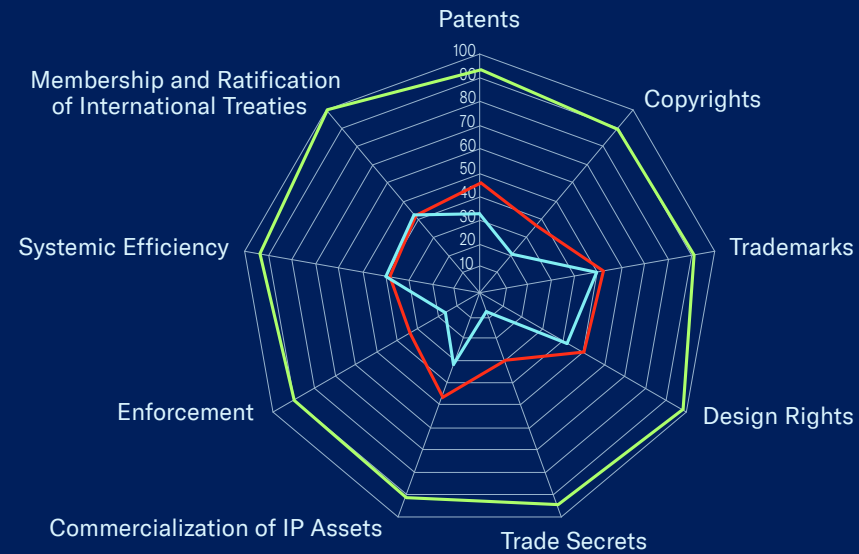 Patents
100
90
80
70
60
50
40
30
20
10
Membership and Ratification
of International Treaties
Copyrights
Systemic Efficiency
Trademarks
Enforcement
Design Rights
Commercialization of IP Assets
Trade Secrets